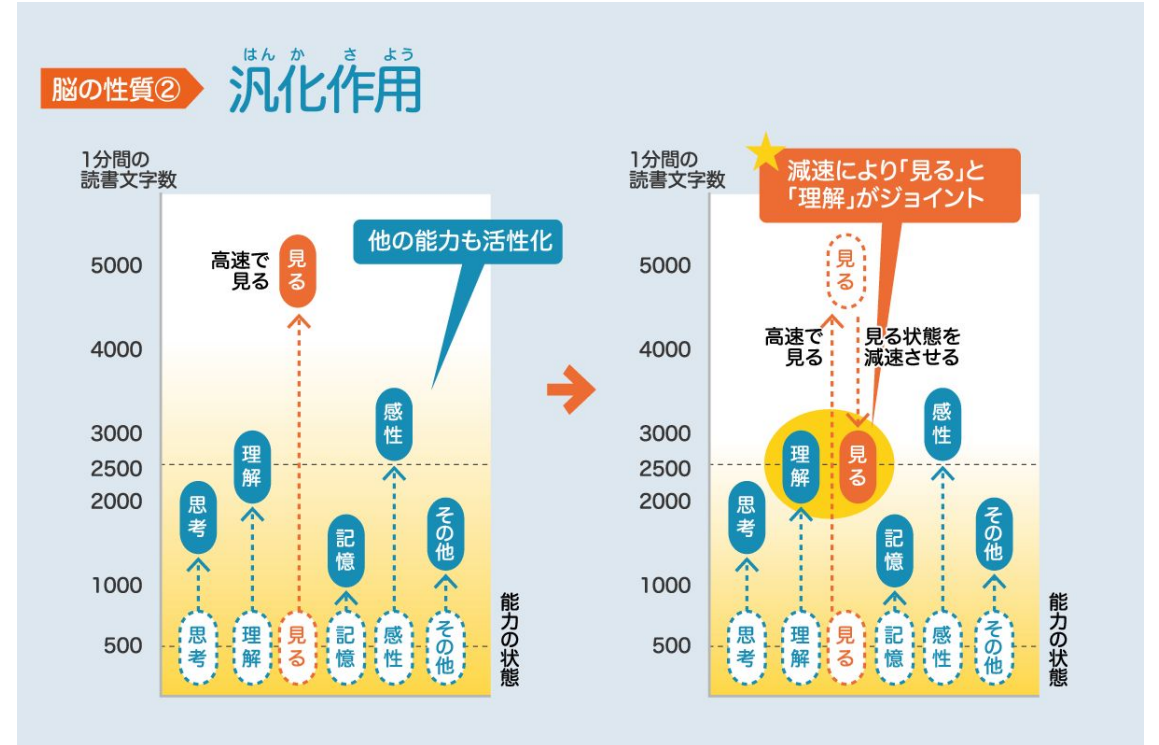 はん か さ よう
脳の性質②
汎化作用
1分間の
読書文字数
5000
4000
3000
2500
2000
1000
500
高速で
見る
見る
他の能力も活性化
感性
理解
思考
記憶
その他
思考
理解
見る
記憶
感性
その他
能力の状態
1分間の
読書文字数
減速により「見る」と
「理解」がジョイント
5000
4000
3000
2500
2000
1000
500
見る
高速で
見る
見る状態を
減速させる
感性
理解
見る
思考
記憶
その他
思考
理解
見る
記憶
感性
その他
能力の状態